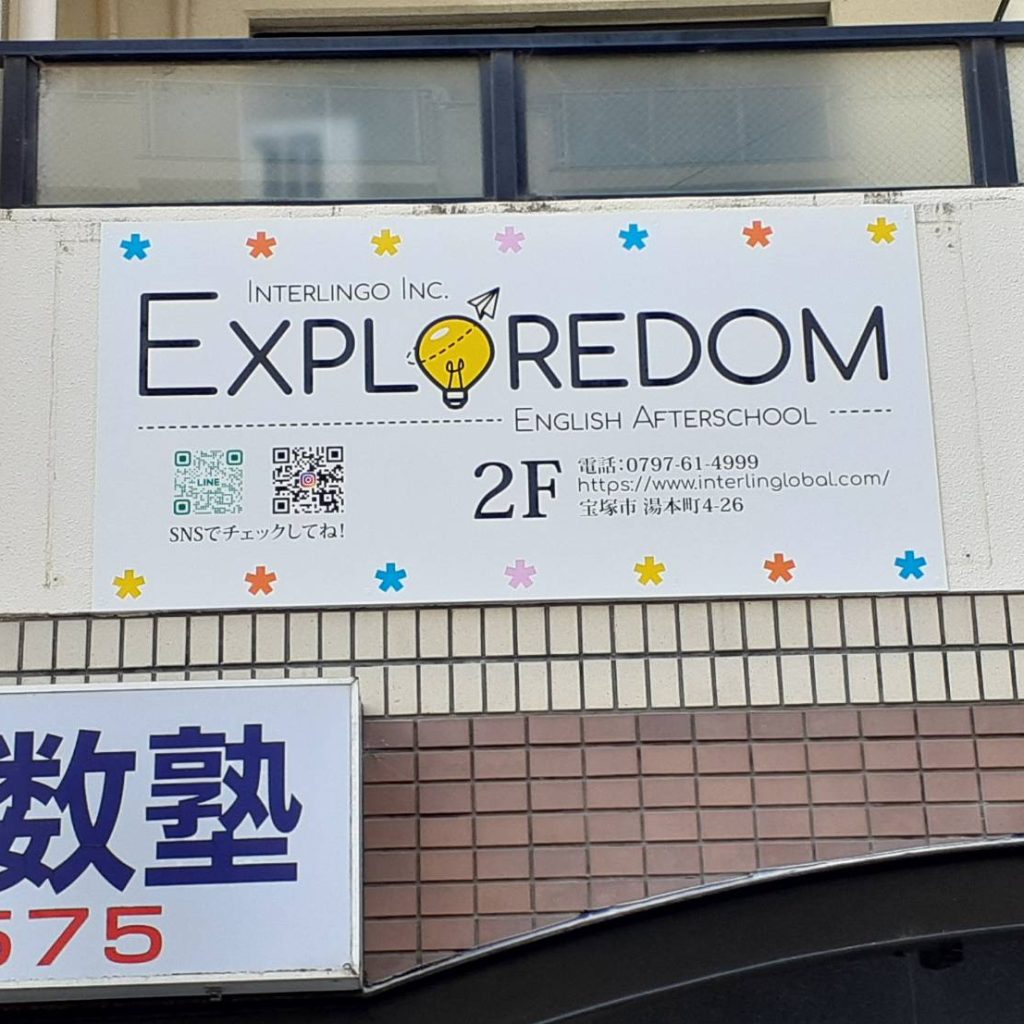 INTERLINGO INC.
EXPLOREDOM
ENGLISH AFTERSCHOOL
LINE
SNSでチェックしてね!
2F
電話:0797-61-4999
https://www.interlinglobal.com/
宝塚市 湯本町4-26
数塾
575